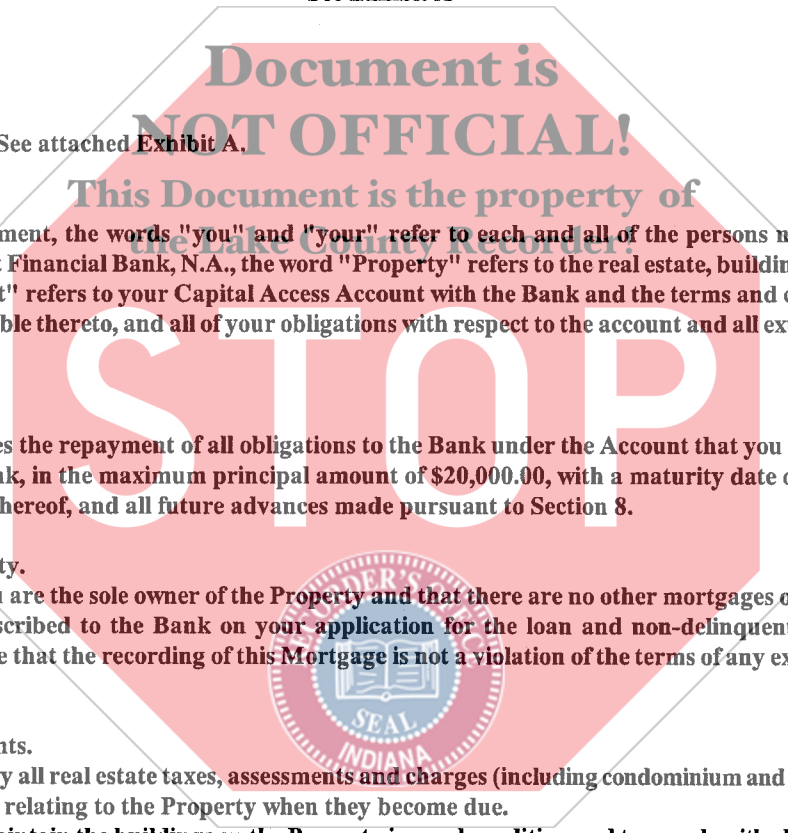 Document is
NOT OFFICIAL!
See attached Exhibit A.
This Document is the property of
ment, the words "you" and "your" refer to each and all of the persons
the Lake County Recorder!
Financial Bank, N.A., the word "Property" refers to the real estate,
t" refers to your Capital Access Account with the Bank and the terms and
ble thereto, and all of your obligations with respect to the account and all
STOP
es the repayment of all obligations to the Bank under the Account that you
nk, in the maximum principal amount of $20,000.00, with a maturity date
hereof, and all future advances made pursuant to Section 8.
ty.
are the sole owner of the Property and that there are no other mortgages
scribed to the Bank on your application for the loan and non-delinquent
e that the recording of this Mortgage is not a violation of the terms of any
RECORDER'S OFFICE
SEAL
INDIANA
nts.
y all real estate taxes, assessments and charges (including condominium and
relating to the Property when they become due.